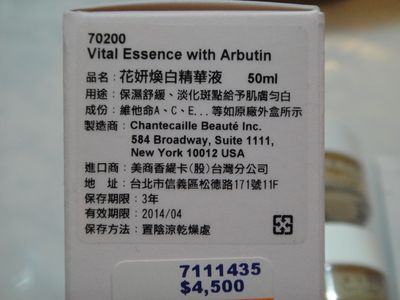 70200
Vital Essence with Arbutin
品名：花妍煥白精華液 50ml
用途：保濕舒緩、淡化斑點給予肌膚勻白
成份：維他命A、C、E...等如原廠外盒所示
製造商：Chantecaille Beauté Inc.
584 Broadway, Suite 1111,
New York 10012 USA
進口商：美商香緹卡(股)台灣分公司
地　址：台北市信義區松德路171號11F
保存期限：3年
有效期限：2014/04
保存方法：置陰涼乾燥處
7111435
$4,500